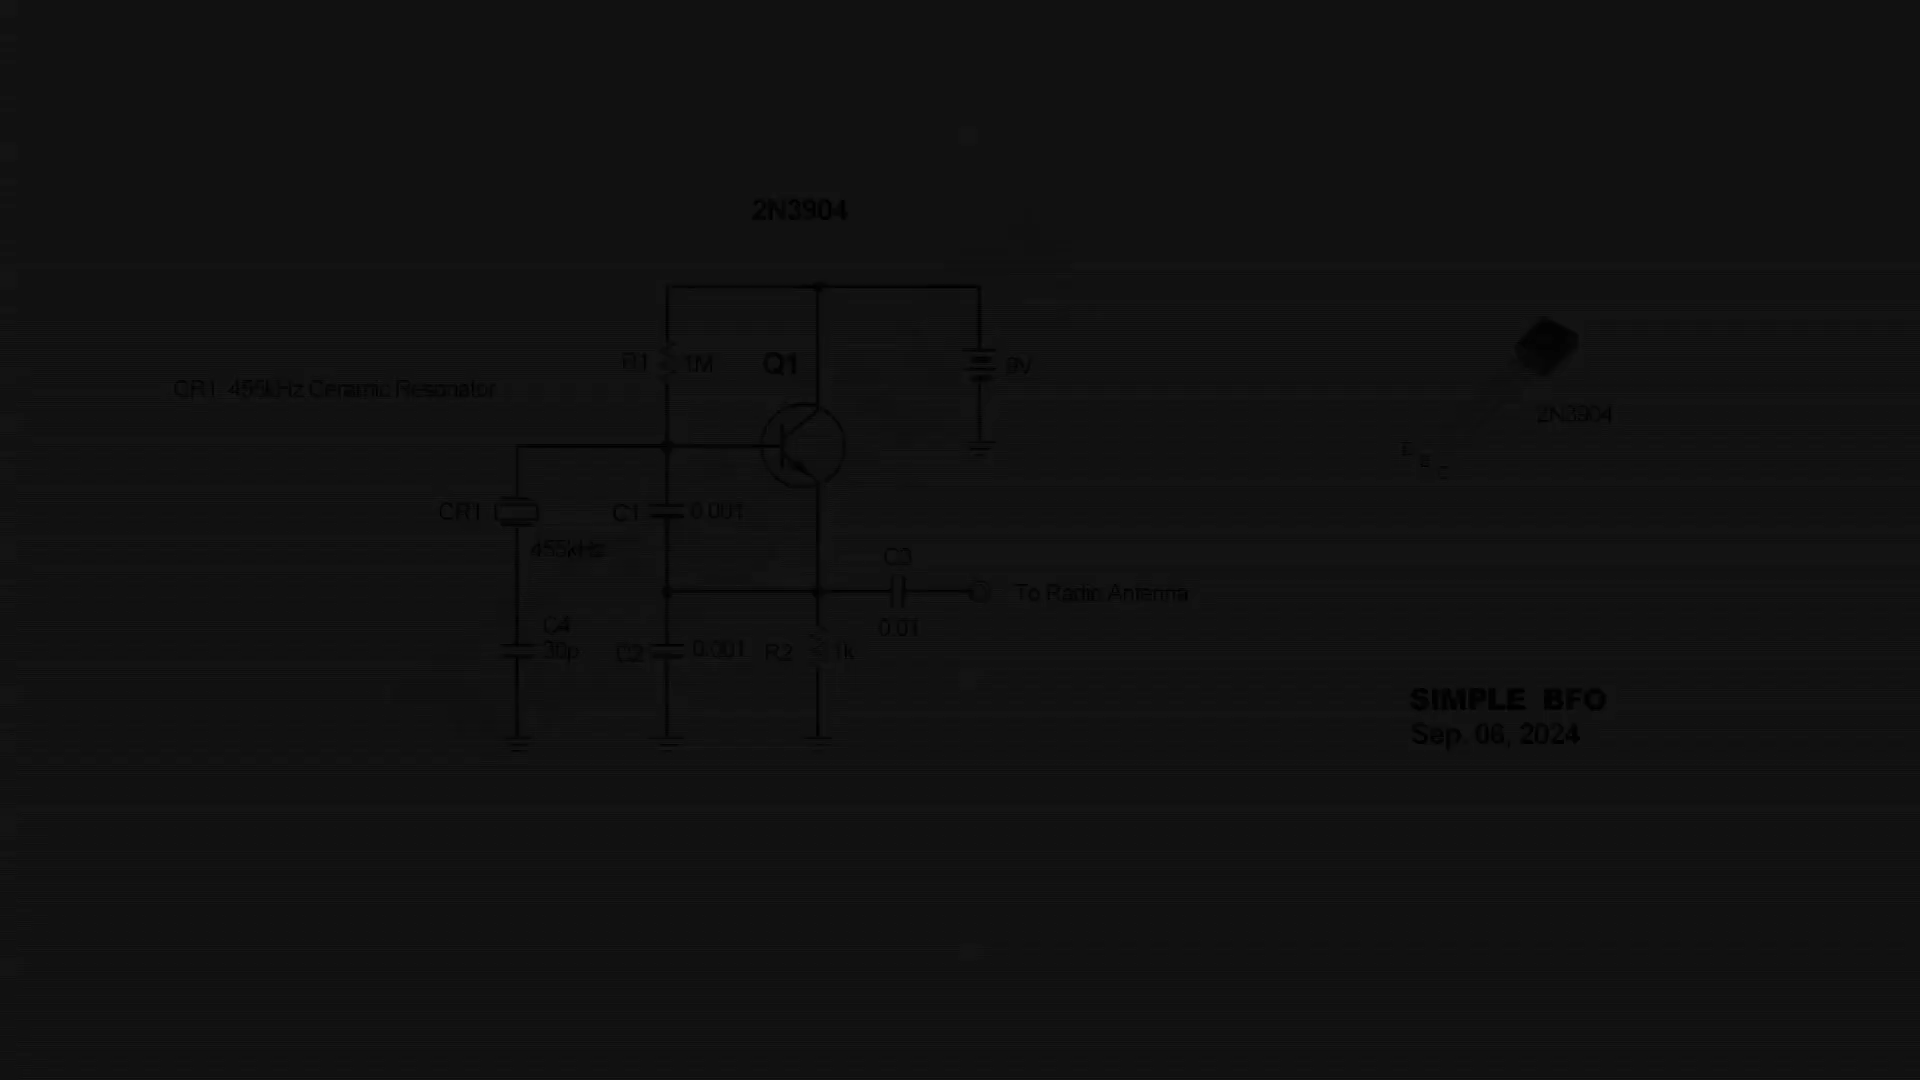 2N3904
R1 1M
Q1
9V
CR1 455kHz Ceramic Resonator
2N3904
E
B
C
CR1
C1 0.001
455kHz
C3
To Radio Antenna
0.01
C4
30p
C2 0.001
R2 1k
SIMPLE BFO
Sep. 06, 2024